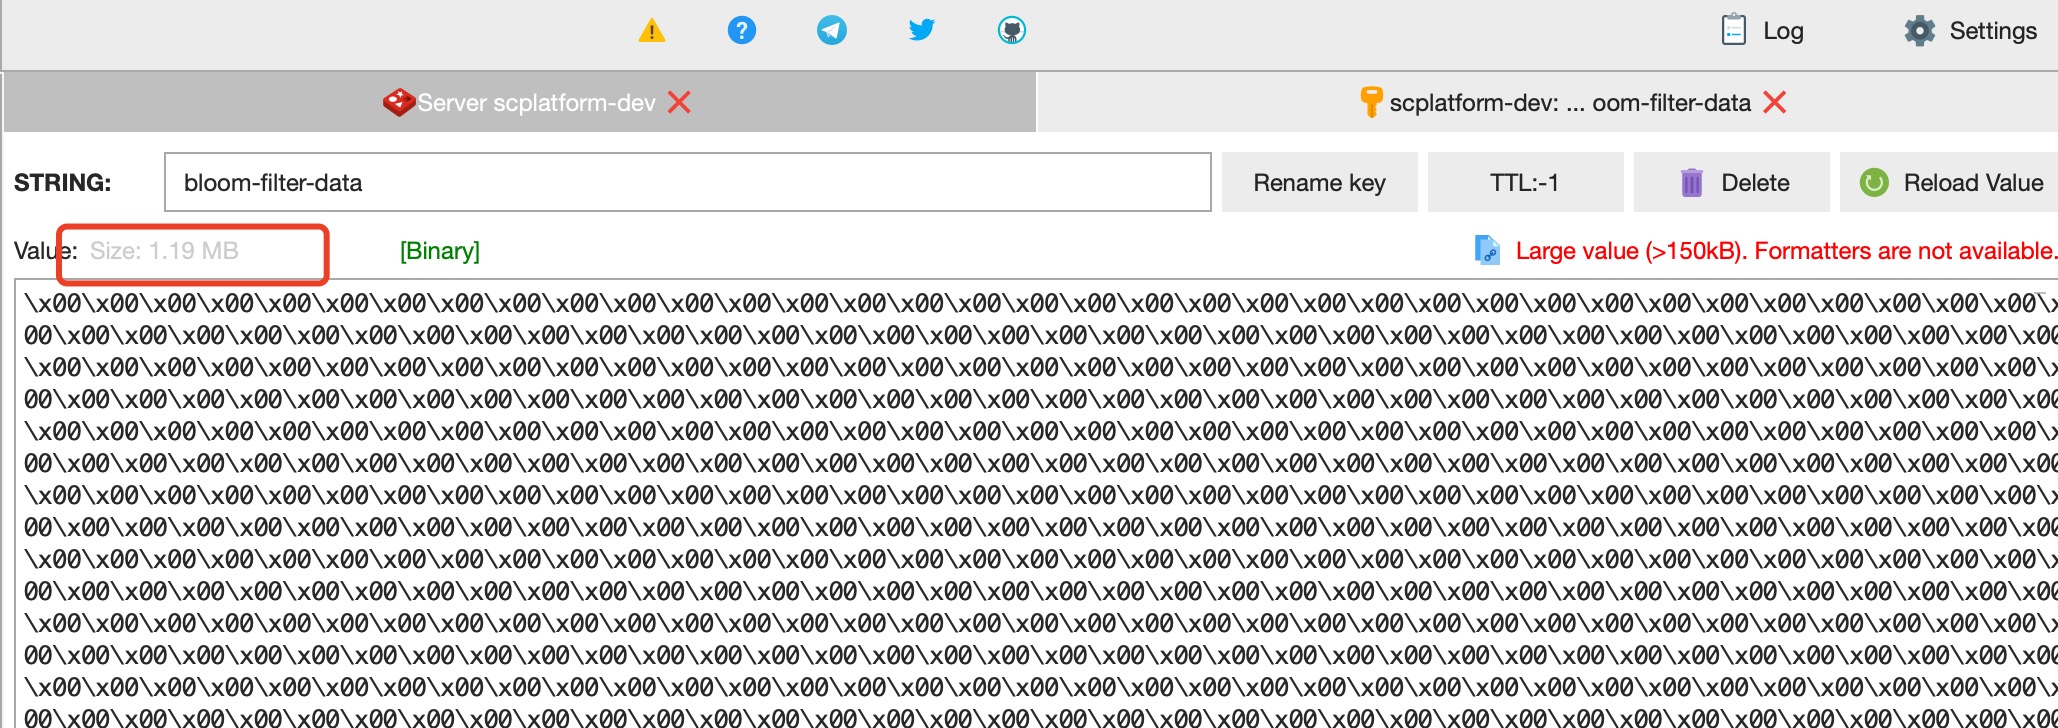 Log
Settings
Server scplatform-dev
scplatform-dev: ... oom-filter-data
STRING:
bloom-filter-data
Rename key
TTL:-1
Delete
Reload Value
Value: Size: 1.19 MB
[Binary]
Large value (>150kB). Formatters are not available.
\x00\x00\x00\x00\x00\x00\x00\x00\x00\x00\x00\x00\x00\x00\x00\x00\x00\x00\x00\x00\x00\x00\x00\x00\x00\x00\x00\x00\x00\x00\x00\x00\x00\x00\x00\x
00\x00\x00\x00\x00\x00\x00\x00\x00\x00\x00\x00\x00\x00\x00\x00\x00\x00\x00\x00\x00\x00\x00\x00\x00\x00\x00\x00\x00\x00\x00\x00\x00\x00\x00\x00
\x00\x00\x00\x00\x00\x00\x00\x00\x00\x00\x00\x00\x00\x00\x00\x00\x00\x00\x00\x00\x00\x00\x00\x00\x00\x00\x00\x00\x00\x00\x00\x00\x00\x00\x00\x
00\x00\x00\x00\x00\x00\x00\x00\x00\x00\x00\x00\x00\x00\x00\x00\x00\x00\x00\x00\x00\x00\x00\x00\x00\x00\x00\x00\x00\x00\x00\x00\x00\x00\x00\x00
\x00\x00\x00\x00\x00\x00\x00\x00\x00\x00\x00\x00\x00\x00\x00\x00\x00\x00\x00\x00\x00\x00\x00\x00\x00\x00\x00\x00\x00\x00\x00\x00\x00\x00\x00\x
00\x00\x00\x00\x00\x00\x00\x00\x00\x00\x00\x00\x00\x00\x00\x00\x00\x00\x00\x00\x00\x00\x00\x00\x00\x00\x00\x00\x00\x00\x00\x00\x00\x00\x00\x00
\x00\x00\x00\x00\x00\x00\x00\x00\x00\x00\x00\x00\x00\x00\x00\x00\x00\x00\x00\x00\x00\x00\x00\x00\x00\x00\x00\x00\x00\x00\x00\x00\x00\x00\x00\x
00\x00\x00\x00\x00\x00\x00\x00\x00\x00\x00\x00\x00\x00\x00\x00\x00\x00\x00\x00\x00\x00\x00\x00\x00\x00\x00\x00\x00\x00\x00\x00\x00\x00\x00\x00
\x00\x00\x00\x00\x00\x00\x00\x00\x00\x00\x00\x00\x00\x00\x00\x00\x00\x00\x00\x00\x00\x00\x00\x00\x00\x00\x00\x00\x00\x00\x00\x00\x00\x00\x00\x
00\x00\x00\x00\x00\x00\x00\x00\x00\x00\x00\x00\x00\x00\x00\x00\x00\x00\x00\x00\x00\x00\x00\x00\x00\x00\x00\x00\x00\x00\x00\x00\x00\x00\x00\x00
\x00\x00\x00\x00\x00\x00\x00\x00\x00\x00\x00\x00\x00\x00\x00\x00\x00\x00\x00\x00\x00\x00\x00\x00\x00\x00\x00\x00\x00\x00\x00\x00\x00\x00\x00\x
00\x00\x00\x00\x00\x00\x00\x00\x00\x00\x00\x00\x00\x00\x00\x00\x00\x00\x00\x00\x00\x00\x00\x00\x00\x00\x00\x00\x00\x00\x00\x00\x00\x00\x00\x00
\x00\x00\x00\x00\x00\x00\x00\x00\x00\x00\x00\x00\x00\x00\x00\x00\x00\x00\x00\x00\x00\x00\x00\x00\x00\x00\x00\x00\x00\x00\x00\x00\x00\x00\x00\x
00\x00\x00\x00\x00\x00\x00\x00\x00\x00\x00\x00\x00\x00\x00\x00\x00\x00\x00\x00\x00\x00\x00\x00\x00\x00\x00\x00\x00\x00\x00\x00\x00\x00\x00\x00